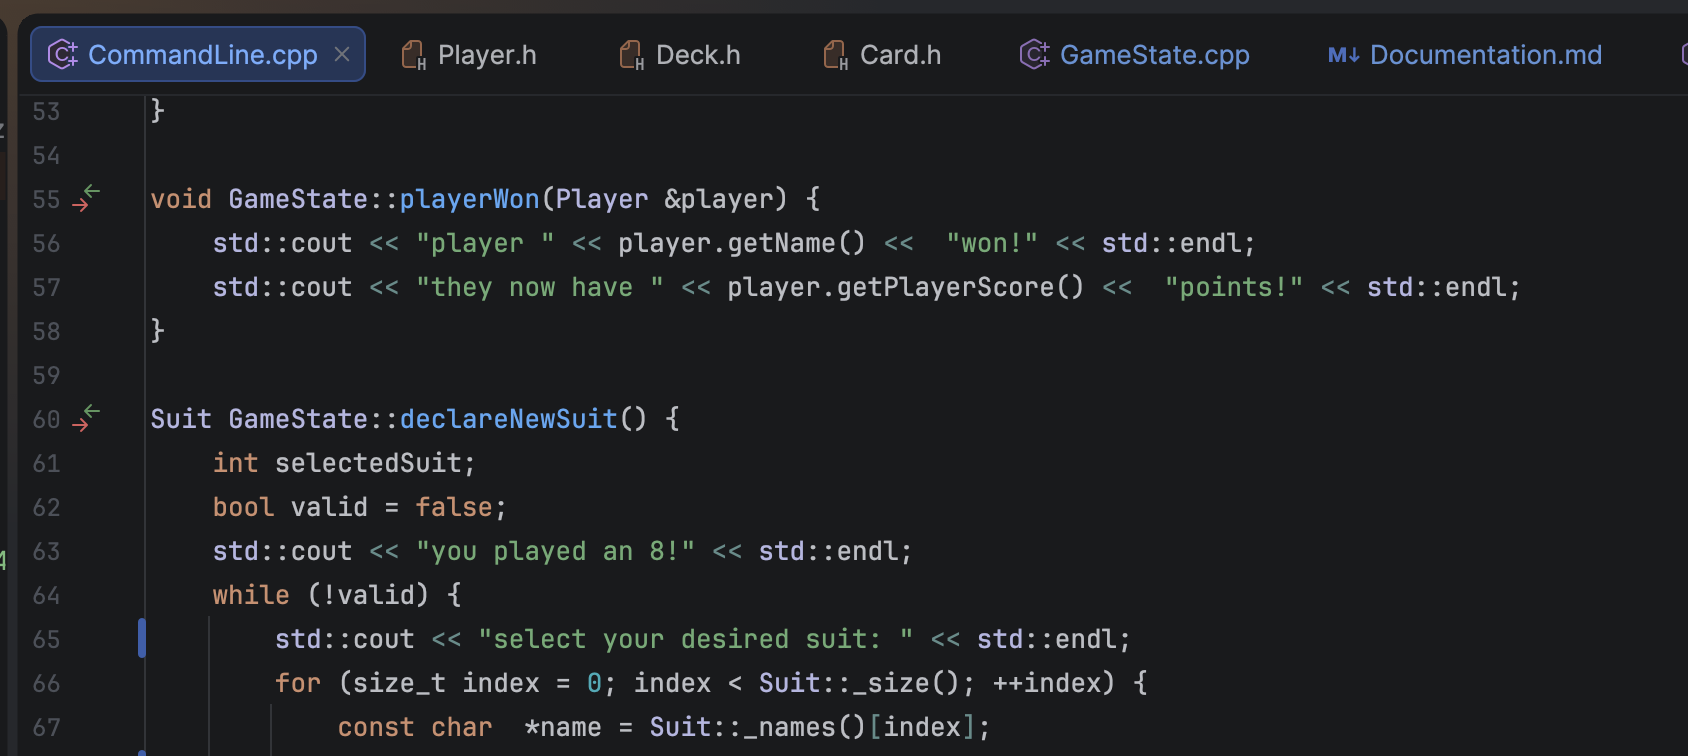 CommandLine.cpp Player.h Deck.h Card.h GameState.cpp M↓ Documentation.md
53 }
54
55 void GameState::playerWon(Player &player) {
56 std::cout << "player " << player.getName() <<  "won!" << std::endl;
57 std::cout << "they now have " << player.getPlayerScore() <<  "points!" << std::endl;
58 }
59
60 Suit GameState::declareNewSuit() {
61 int selectedSuit;
62 bool valid = false;
63 std::cout << "you played an 8!" << std::endl;
64 while (!valid) {
65 std::cout << "select your desired suit: " << std::endl;
66 for (size_t index = 0; index < Suit::_size(); ++index) {
67 const char  *name = Suit::_names()[index];